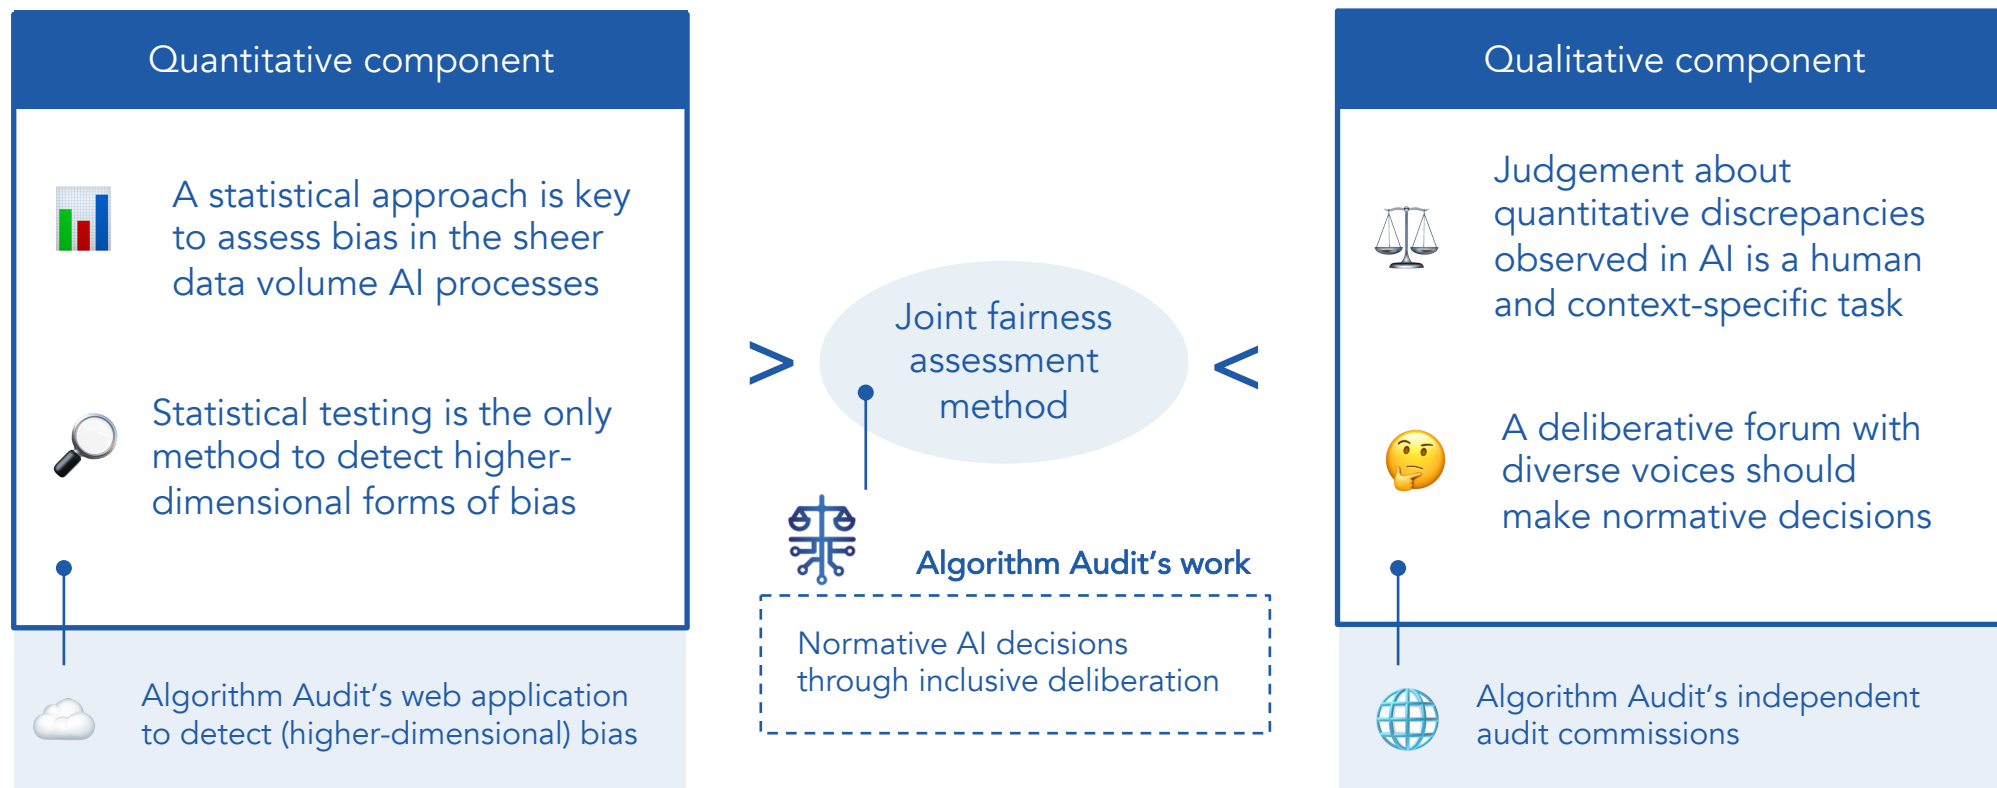 Quantitative component
A statistical approach is key
to assess bias in the sheer
data volume AI processes
Statistical testing is the only
method to detect higher-
dimensional forms of bias
Algorithm Audit's web application
to detect (higher-dimensional) bias
>
Joint fairness
assessment
method
<
Algorithm Audit's work
Normative AI decisions
through inclusive deliberation
Qualitative component
Judgement about
quantitative discrepancies
observed in AI is a human
and context-specific task
A deliberative forum with
diverse voices should
make normative decisions
Algorithm Audit's independent
audit commissions